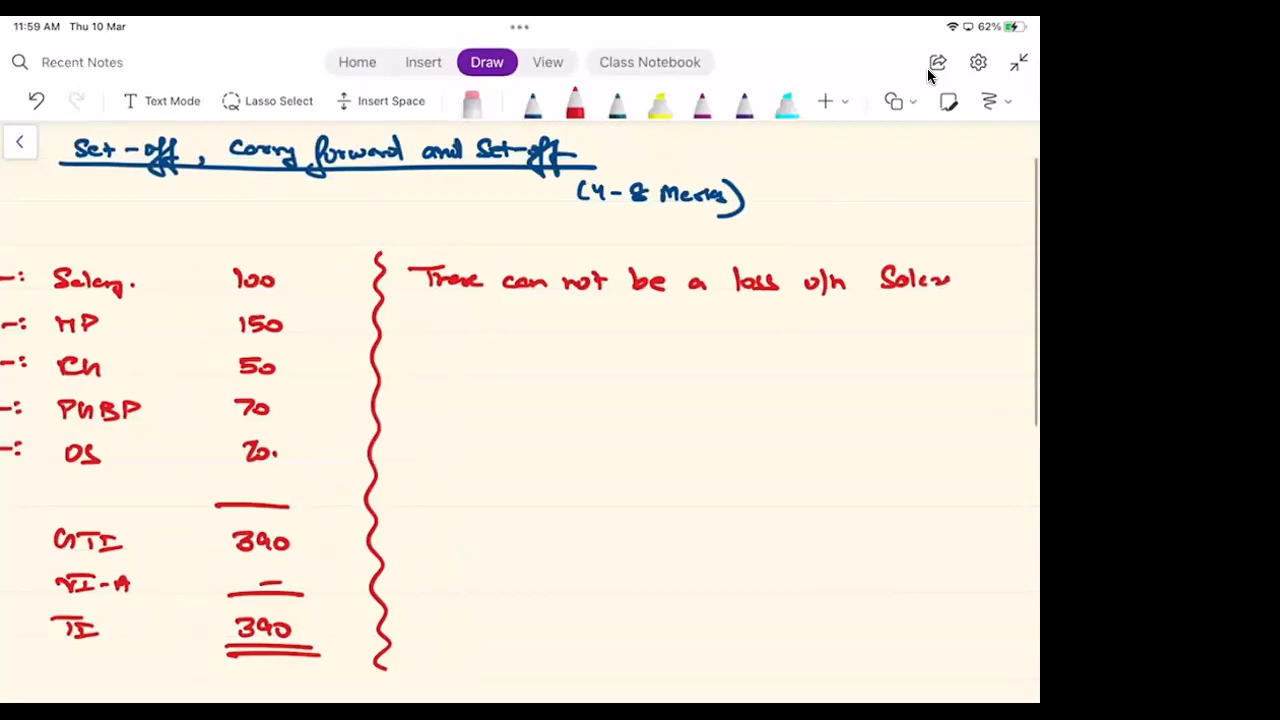 11:59 AM Thu 10 Mar
62%
Recent Notes
Home Insert Draw View Class Notebook
Text Mode Lasso Select Insert Space
Set-off, carry forward and Set-off
(4-8 Marks)
-: Salary. 100
There can not be a loss o/h
-: HP 150
-: CG 50
-: PGBP 70
-: OS 20.
GTI 390
VI-A -
TI 390